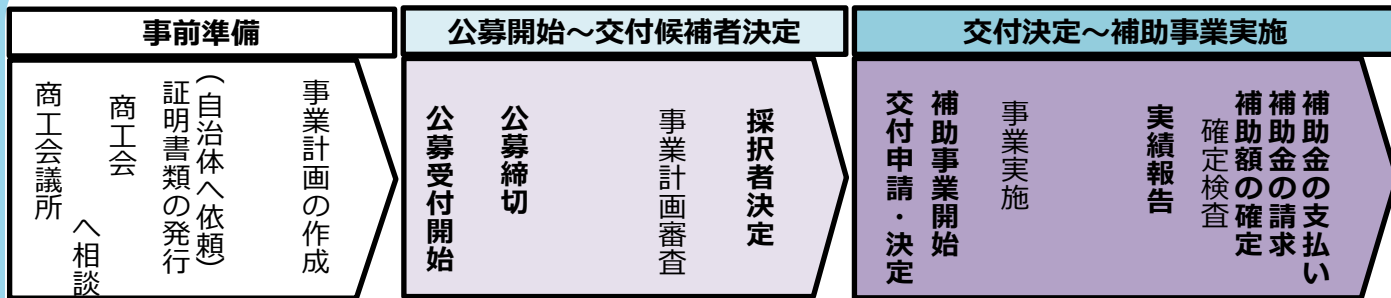 事前準備
商工会議所
商工会
へ相談
証明書類の発行
(自治体へ依頼)
事業計画の作成
公募開始～交付候補者決定
公募受付開始
公募締切
事業計画審査
採択者決定
交付決定～補助事業実施
交付申請・決定
補助事業開始
事業実施
実績報告
確定検査
補助額の確定
補助金の請求
補助金の支払い